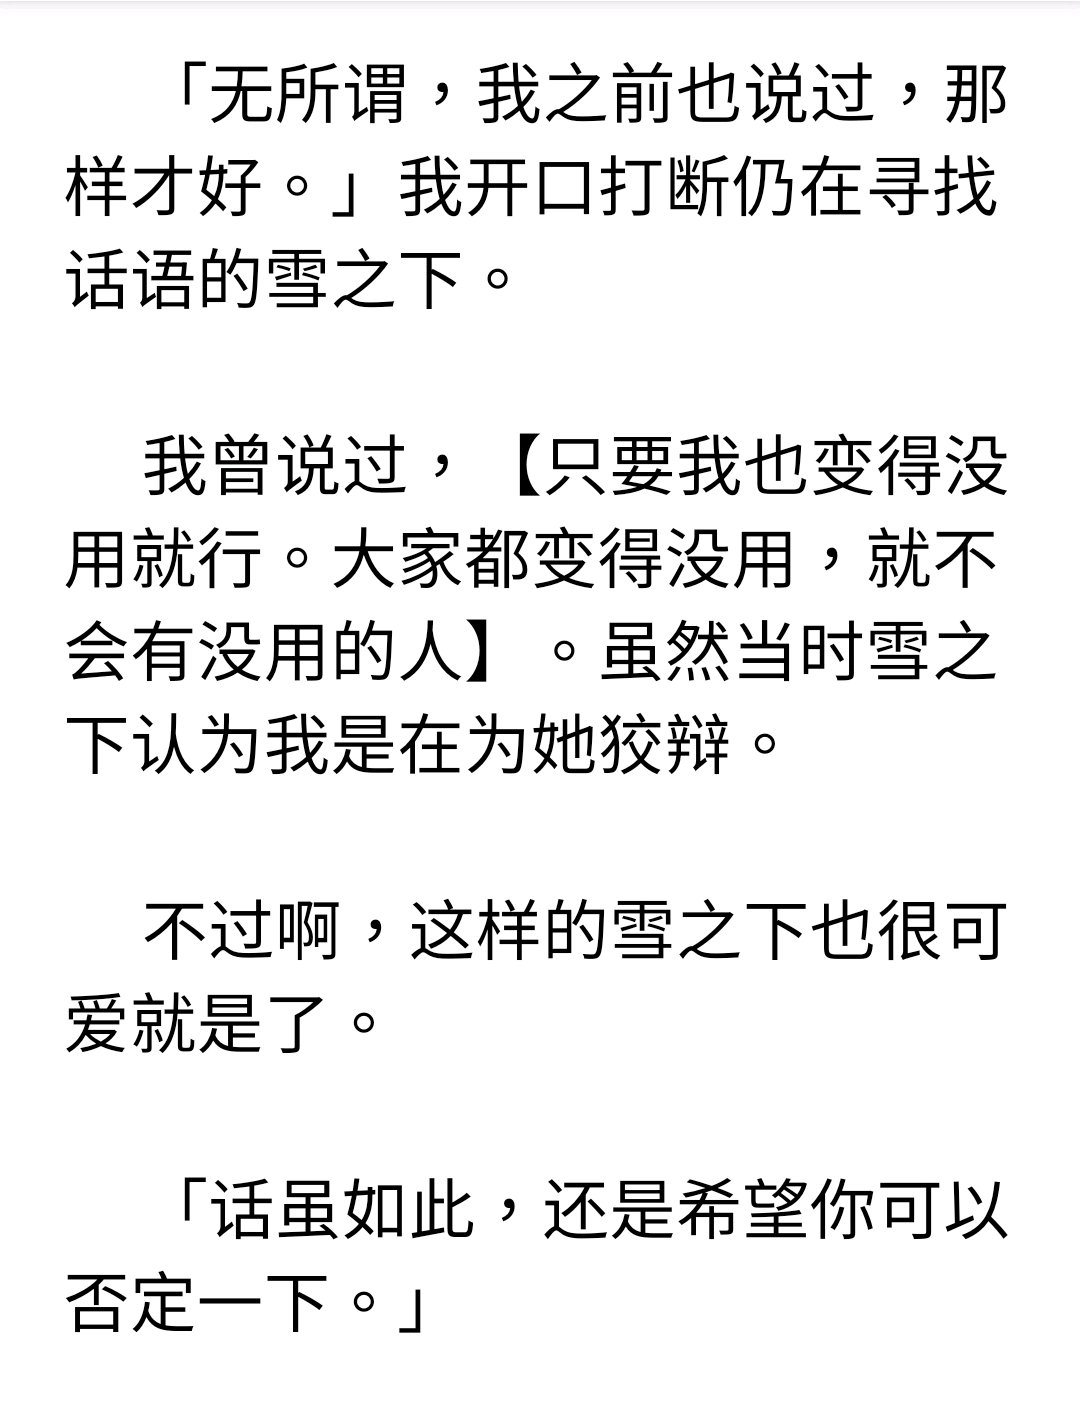 「无所谓，我之前也说过，那
样才好。」我开口打断仍在寻找
话语的雪之下。
我曾说过，【只要我也变得没
用就行。大家都变得没用，就不
会有没用的人】。虽然当时雪之
下认为我是在为她狡辩。
不过啊，这样的雪之下也很可
爱就是了。
「话虽如此，还是希望你可以
否定一下。」